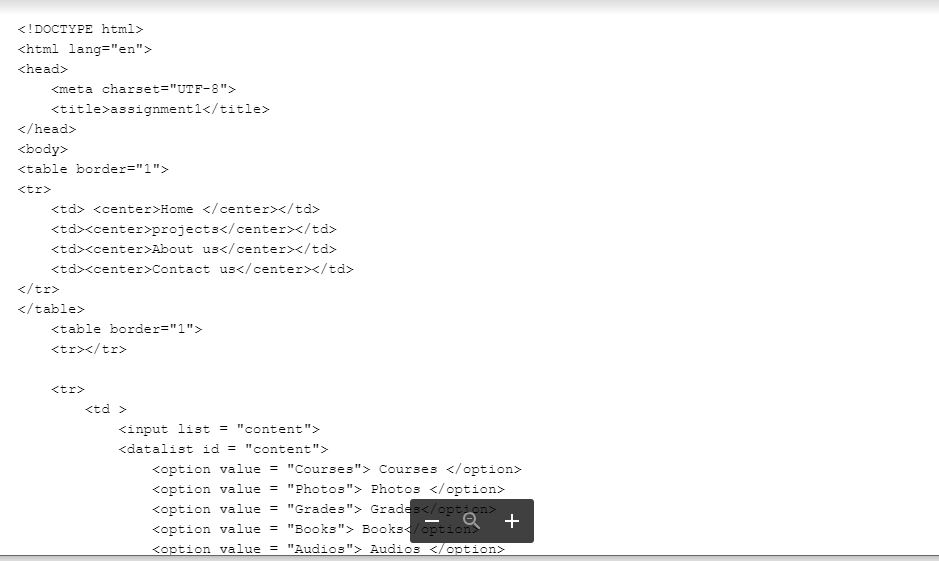 <!DOCTYPE html>
<html lang="en">
<head>
    <meta charset="UTF-8">
    <title>assignment1</title>
</head>
<body>
<table border="1">
<tr>
    <td> <center>Home </center></td>
    <td><center>projects</center></td>
    <td><center>About us</center></td>
    <td><center>Contact us</center></td>
</tr>
</table>
    <table border="1">
    <tr></tr>

    <tr>
        <td >
            <input list = "content">
            <datalist id = "content">
                <option value = "Courses"> Courses </option>
                <option value = "Photos"> Photos </option>
                <option value = "Grades"> Grades</option>
                <option value = "Books"> Books</option>
                <option value = "Audios"> Audios </option>